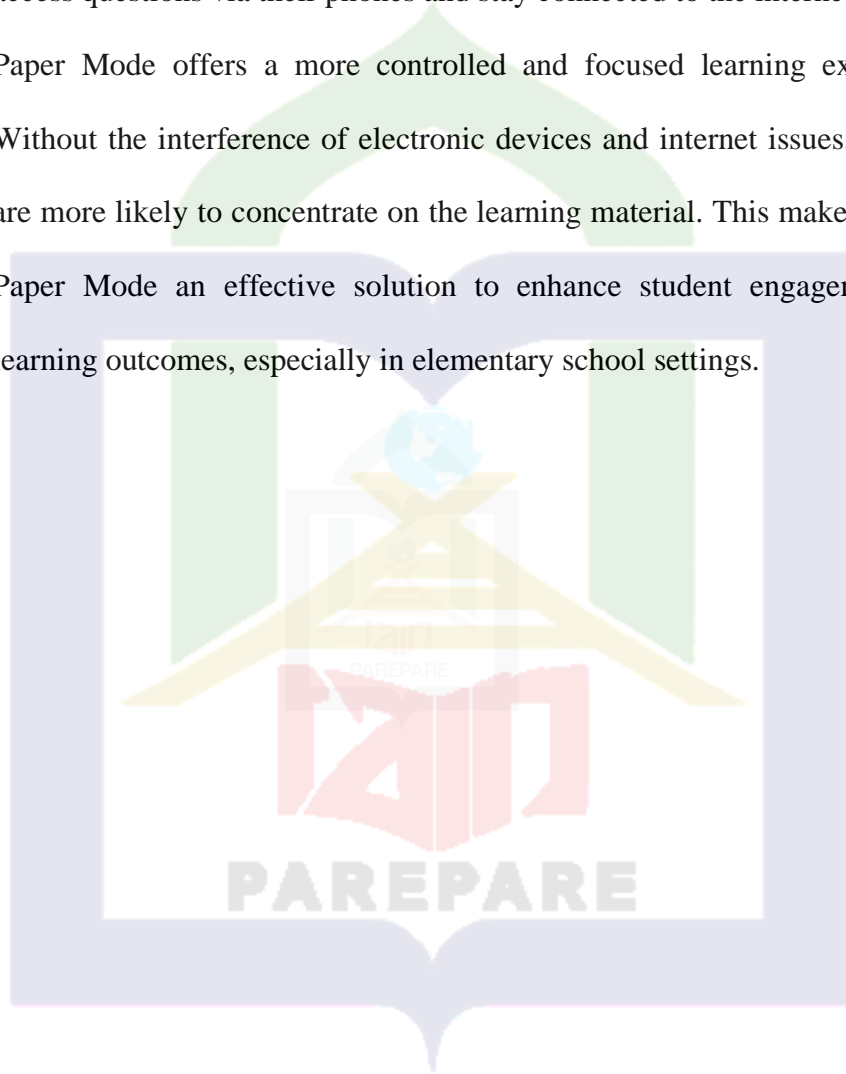 access questions via their phones and stay connected to the interne
Paper Mode offers a more controlled and focused learning ex
Without the interference of electronic devices and internet issues,
are more likely to concentrate on the learning material. This make
Paper Mode an effective solution to enhance student engager
learning outcomes, especially in elementary school settings.
IAIN
PAREPARE
IAIN
PAREPARE